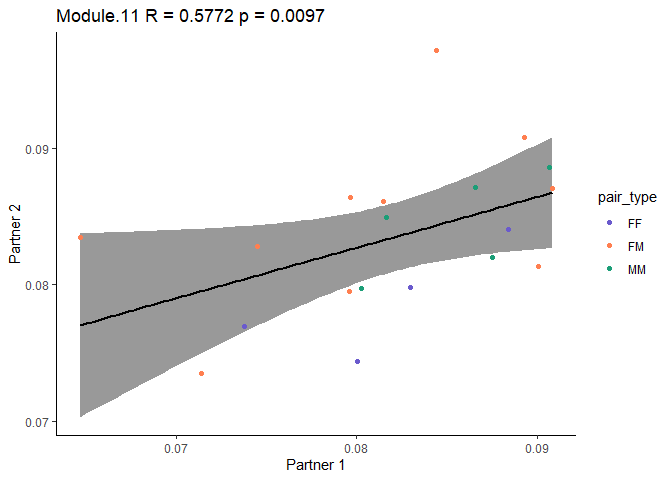 Module.11 R = 0.5772 p = 0.0097
0.09
0.08
0.07
Partner 2
0.07
0.08
0.09
Partner 1
pair_type
FF
FM
MM